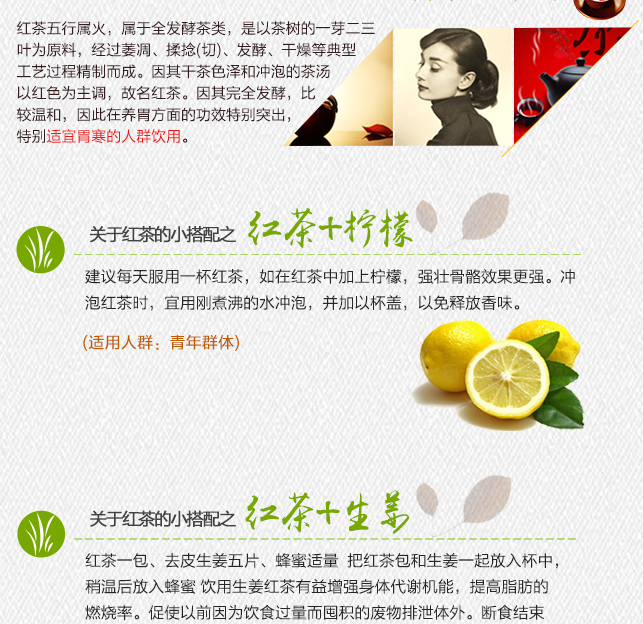 红茶五行属火，属于全发酵茶类，是以茶树的一芽二三
叶为原料，经过萎凋、揉捻(切)、发酵、干燥等典型
工艺过程精制而成。因其干茶色泽和冲泡的茶汤
以红色为主调，故名红茶。因其完全发酵，比
较温和，因此在养胃方面的功效特别突出，
特别适宜胃寒的人群饮用。
关于红茶的小搭配之 红茶+柠檬
建议每天服用一杯红茶，如在红茶中加上柠檬，强壮骨骼效果更强。冲
泡红茶时，宜用刚煮沸的水冲泡，并加以杯盖，以免释放香味。
(适用人群：青年群体)
关于红茶的小搭配之 红茶+生姜
红茶一包、去皮生姜五片、蜂蜜适量 把红茶包和生姜一起放入杯中，
稍温后放入蜂蜜 饮用生姜红茶有益增强身体代谢机能，提高脂肪的
燃烧率。促使以前因为饮食过量而囤积的废物排泄体外。断食结束